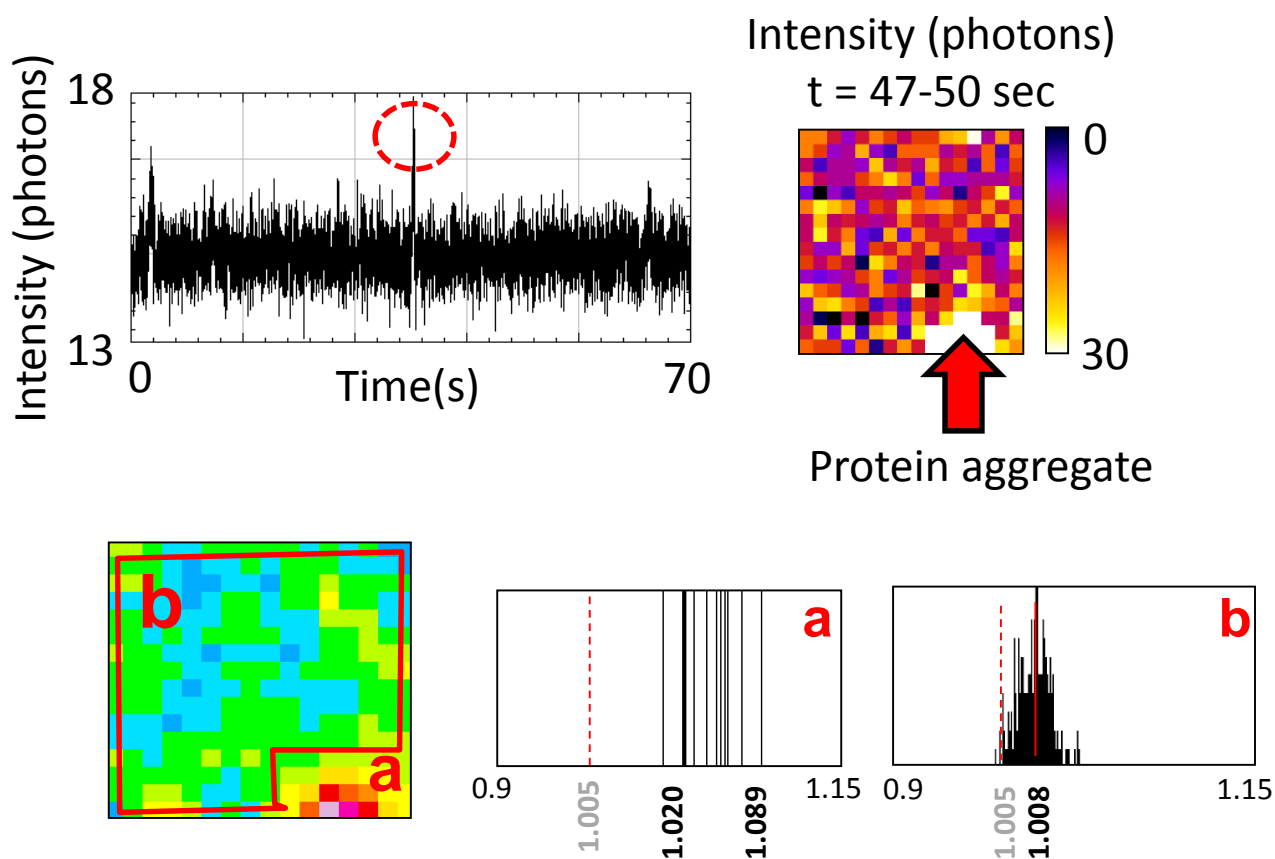 Intensity (photons)
18
13
0
Time(s)
70
Intensity (photons)
t = 47-50 sec
0
30
Protein aggregate
b
a
a
0.9
1.005
1.020
1.089
1.15
b
0.9
1.005
1.008
1.15